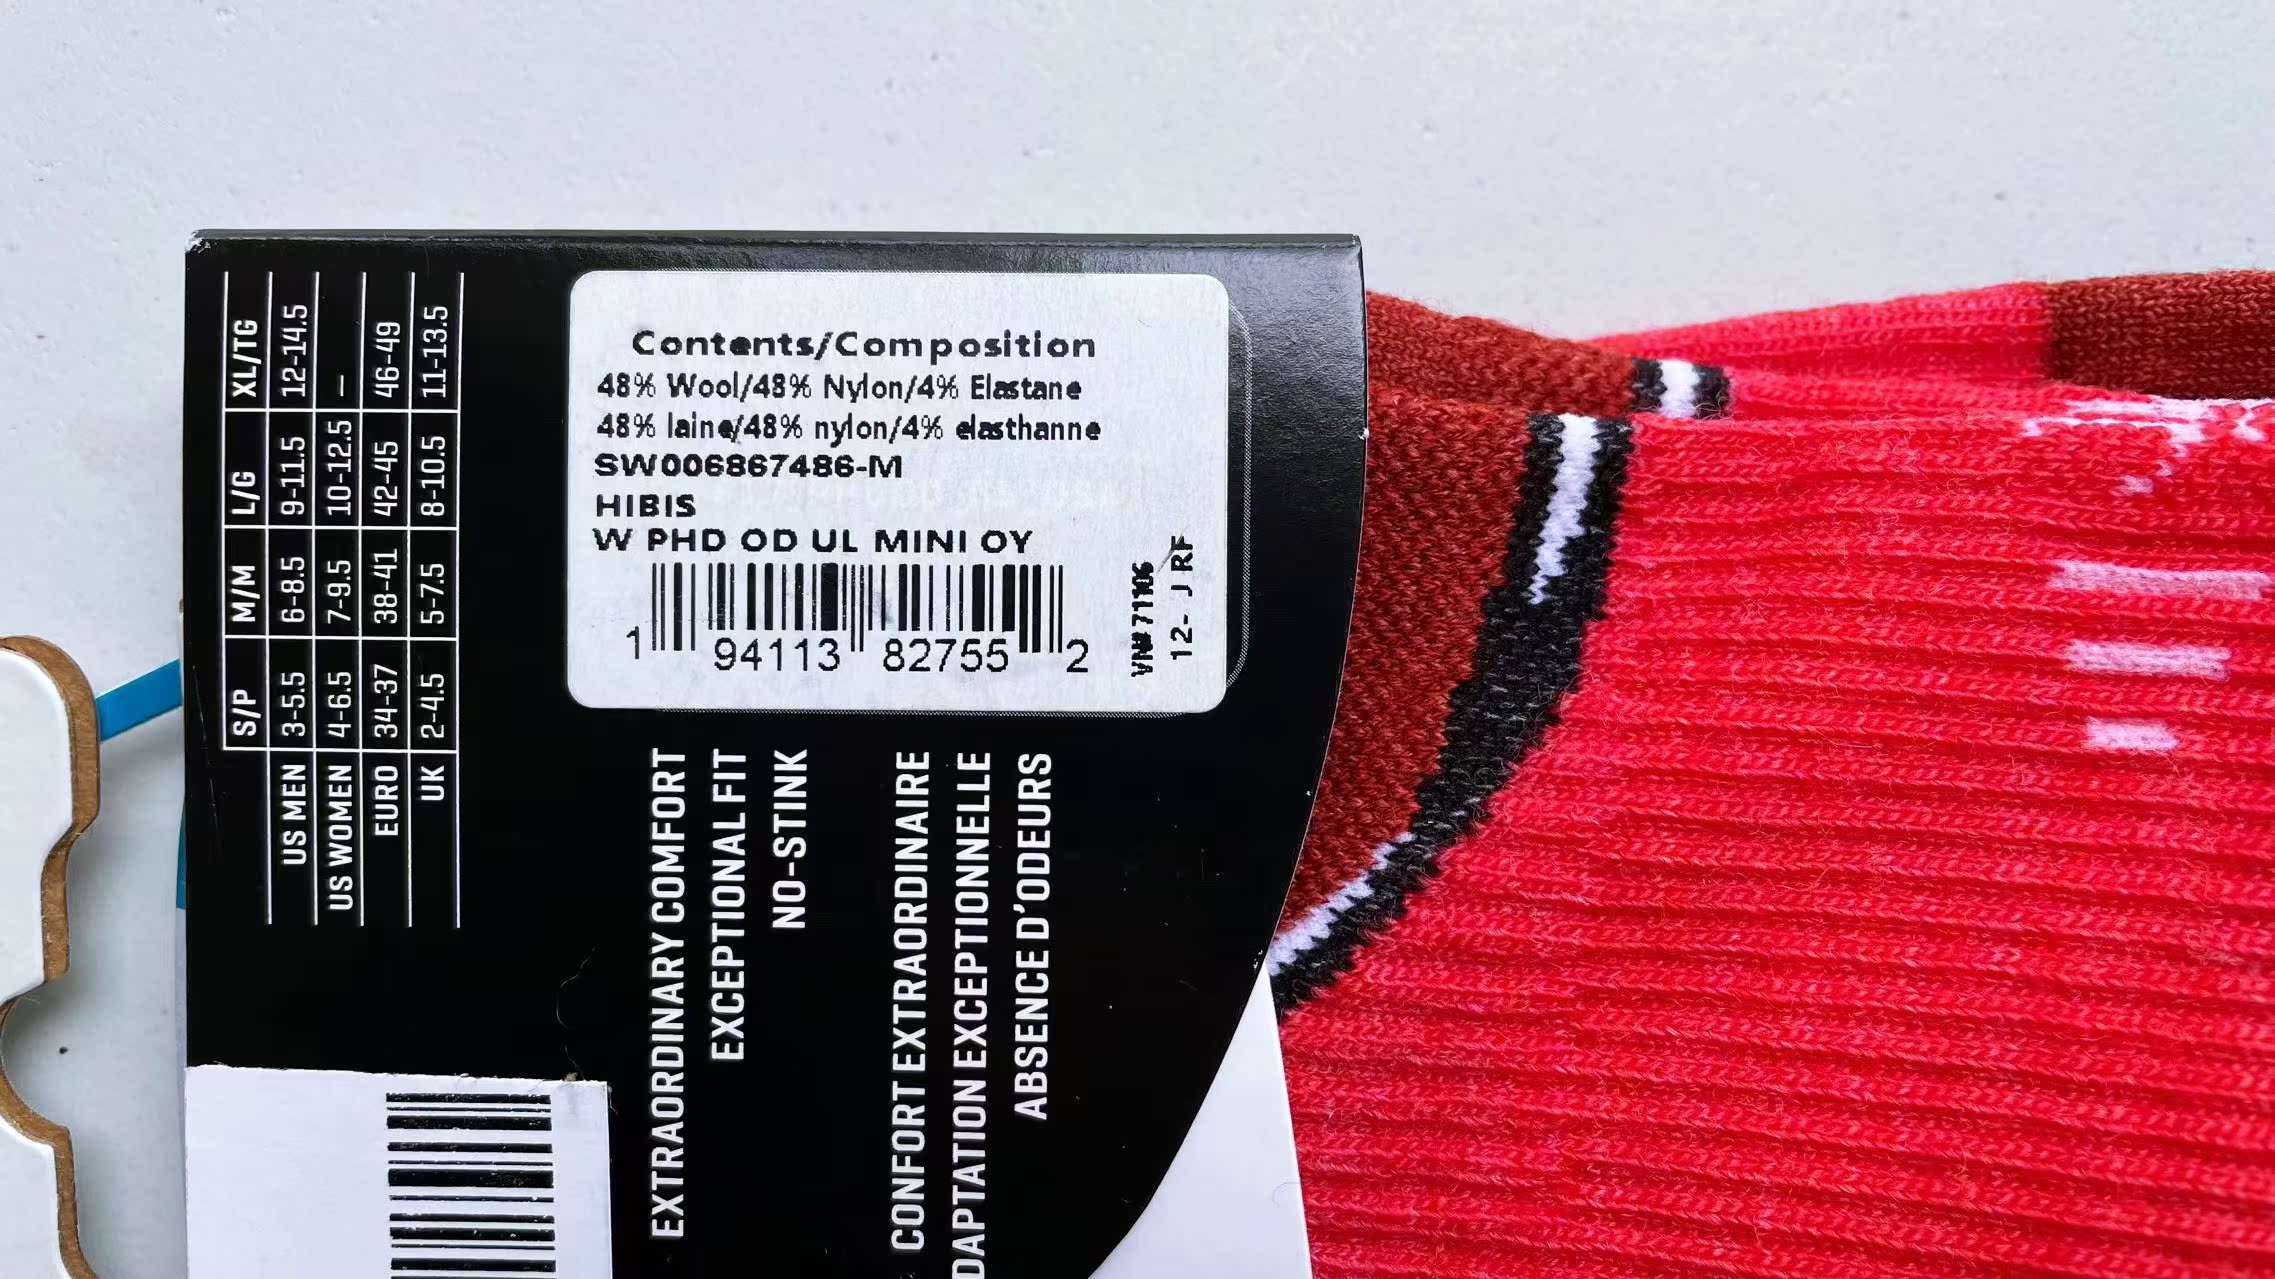 S/P M/M L/G XL/TG
US MEN 3-5.5 6-8.5 9-11.5 12-14.5
US WOMEN 4-6.5 7-9.5 10-12.5 –
EURO 34-37 38-41 42-45 46-49
UK 2-4.5 5-7.5 8-10.5 11-13.5
Contents/Composition
48% Wool/48% Nylon/4% Elastane
48% laine/48% nylon/4% elasthanne
SW006867486-M
HIBIS
W PHD OD UL MINI OY
1 94113 82755 2
VN# 71106
12- J RF
EXTRAORDINARY COMFORT
EXCEPTIONAL FIT
NO-STINK
CONFORT EXTRAORDINAIRE
DAPTATION EXCEPTIONNELLE
ABSENCE D'ODEURS